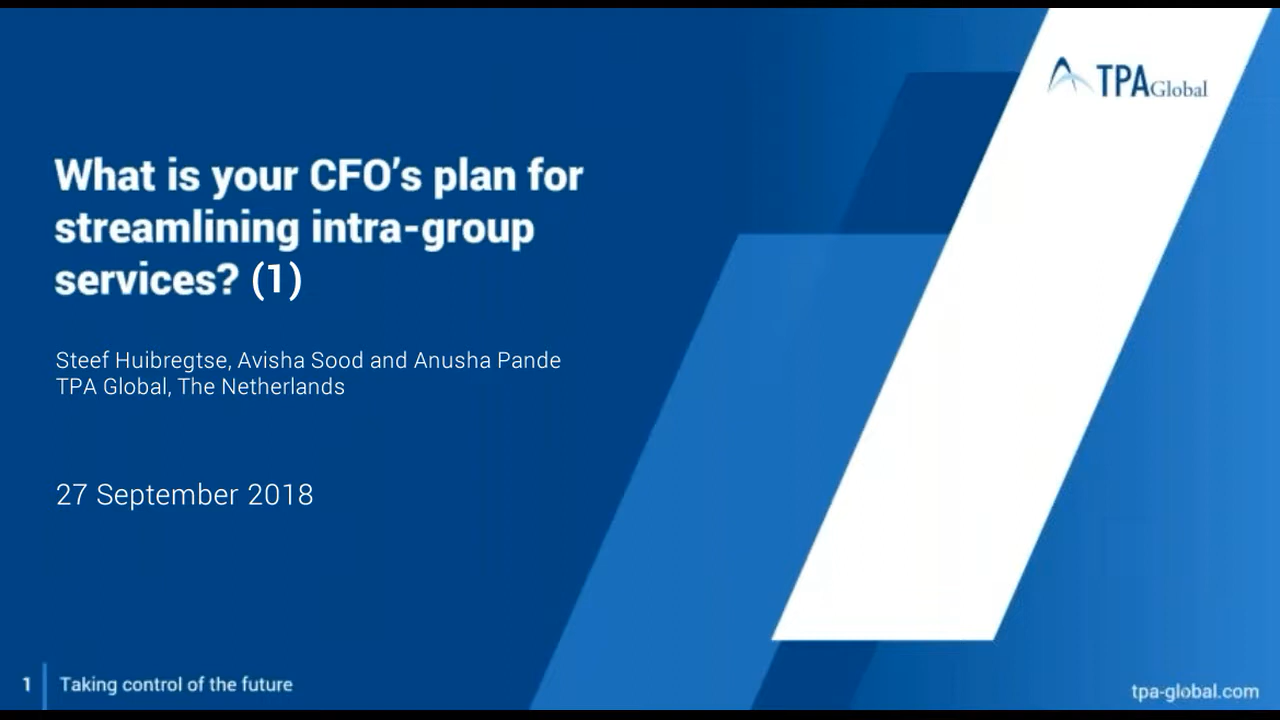 TPA Global
What is your CFO's plan for
streamlining intra-group
services? (1)
Steef Huibregtse, Avisha Sood and Anusha Pande
TPA Global, The Netherlands
27 September 2018
1 Taking control of the future
tpa-global.com